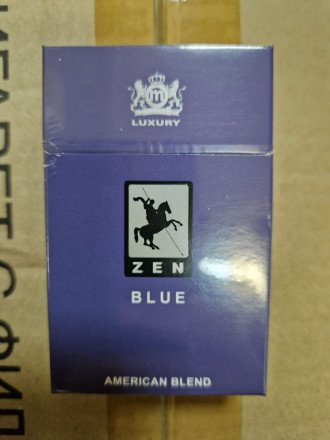 LUXURY
ZEN
BLUE
AMERICAN BLEND